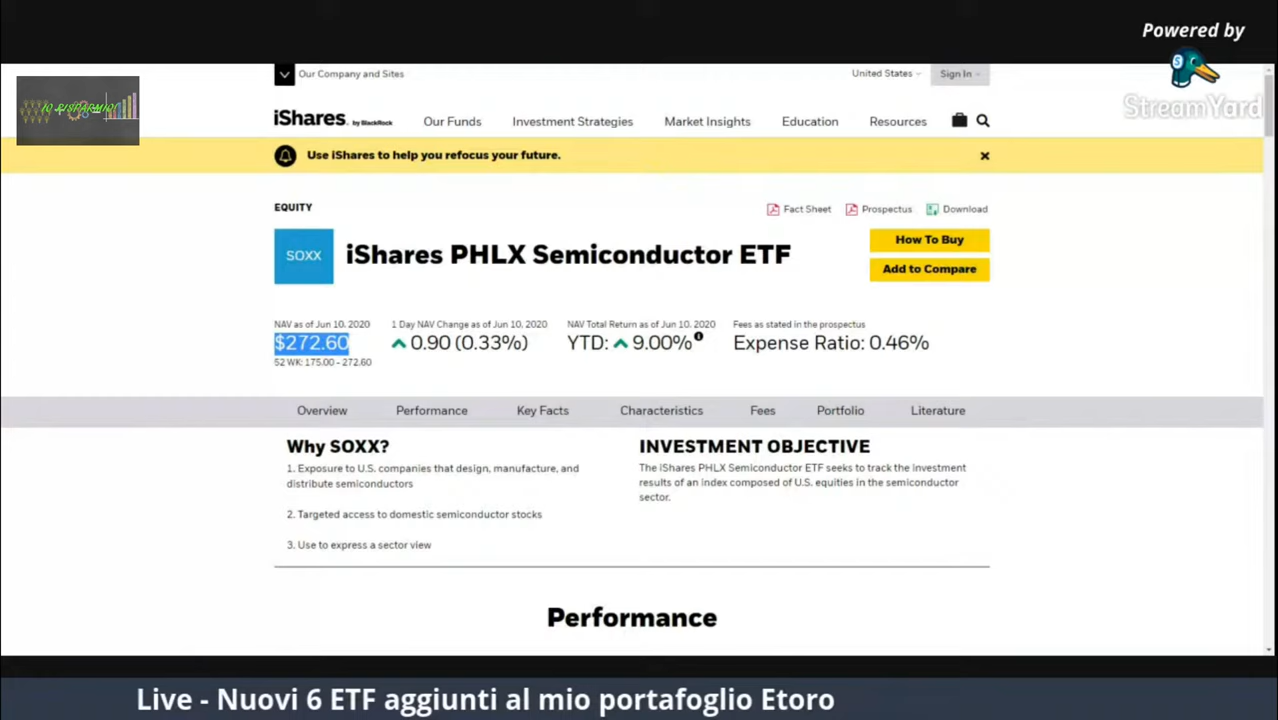 Powered by
StreamYard
IO RISPARMIO!
Our Company and Sites
United States
Sign In
iShares. by BlackRock
Our Funds
Investment Strategies
Market Insights
Education
Resources
Use iShares to help you refocus your future.
EQUITY
Fact Sheet
Prospectus
Download
SOXX
iShares PHLX Semiconductor ETF
How To Buy
Add to Compare
NAV as of Jun 10, 2020
$272.60
52 WK: 175.00 - 272.60
1 Day NAV Change as of Jun 10, 2020
0.90 (0.33%)
NAV Total Return as of Jun 10, 2020
YTD: 9.00%
Fees as stated in the prospectus
Expense Ratio: 0.46%
Overview
Performance
Key Facts
Characteristics
Fees
Portfolio
Literature
Why SOXX?
1. Exposure to U.S. companies that design, manufacture, and
distribute semiconductors
2. Targeted access to domestic semiconductor stocks
3. Use to express a sector view
INVESTMENT OBJECTIVE
The iShares PHLX Semiconductor ETF seeks to track the investment
results of an index composed of U.S. equities in the semiconductor
sector.
Performance
Live - Nuovi 6 ETF aggiunti al mio portafoglio Etoro